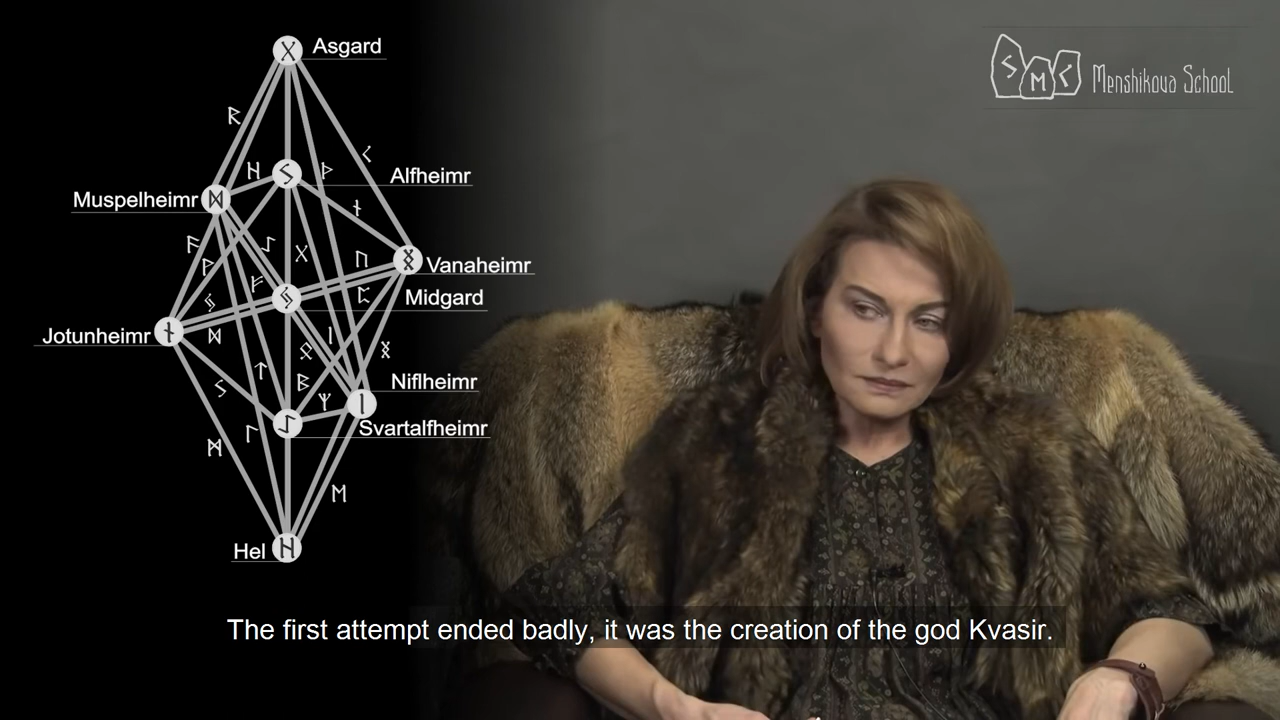 Asgard
ᚱ
ᚲ
SMC Menshikova School
ᚺ
ᚦ
Alfheimr
Muspelheimr
ᚾ
ᚨ
ᚹ
ᛇ
ᚷ
ᚢ
Vanaheimr
ᚠ
ᛈ
Midgard
Jotunheimr
ᛞ
ᛁ
ᛟ
ᛏ
ᛒ
Niflheimr
ᛊ
ᛉ
Svartalfheimr
ᛗ
ᛚ
ᛖ
Hel
The first attempt ended badly, it was the creation of the god Kvasir.